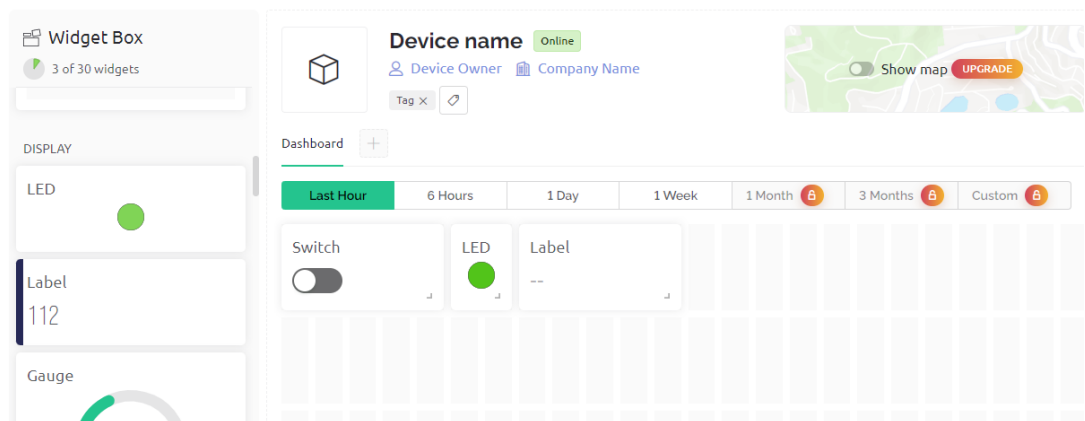 Widget Box
3 of 30 widgets
DISPLAY
LED
Label
112
Gauge
Device name Online
Device Owner Company Name
Tag ×
Show map UPGRADE
Dashboard +
Last Hour 6 Hours 1 Day 1 Week 1 Month 3 Months Custom
Switch LED Label
--